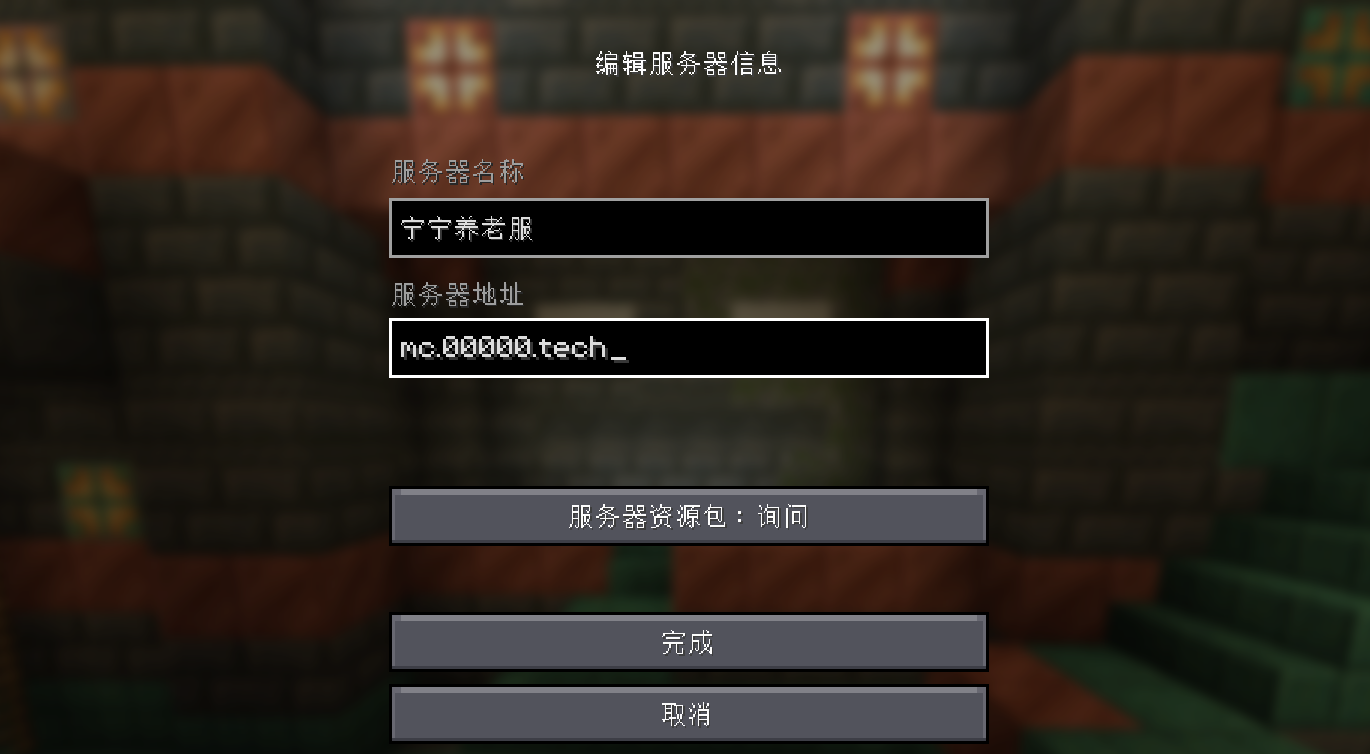 编辑服务器信息
服务器名称
宁宁养老服
服务器地址
mc.00000.tech_
服务器资源包：询问
完成
取消